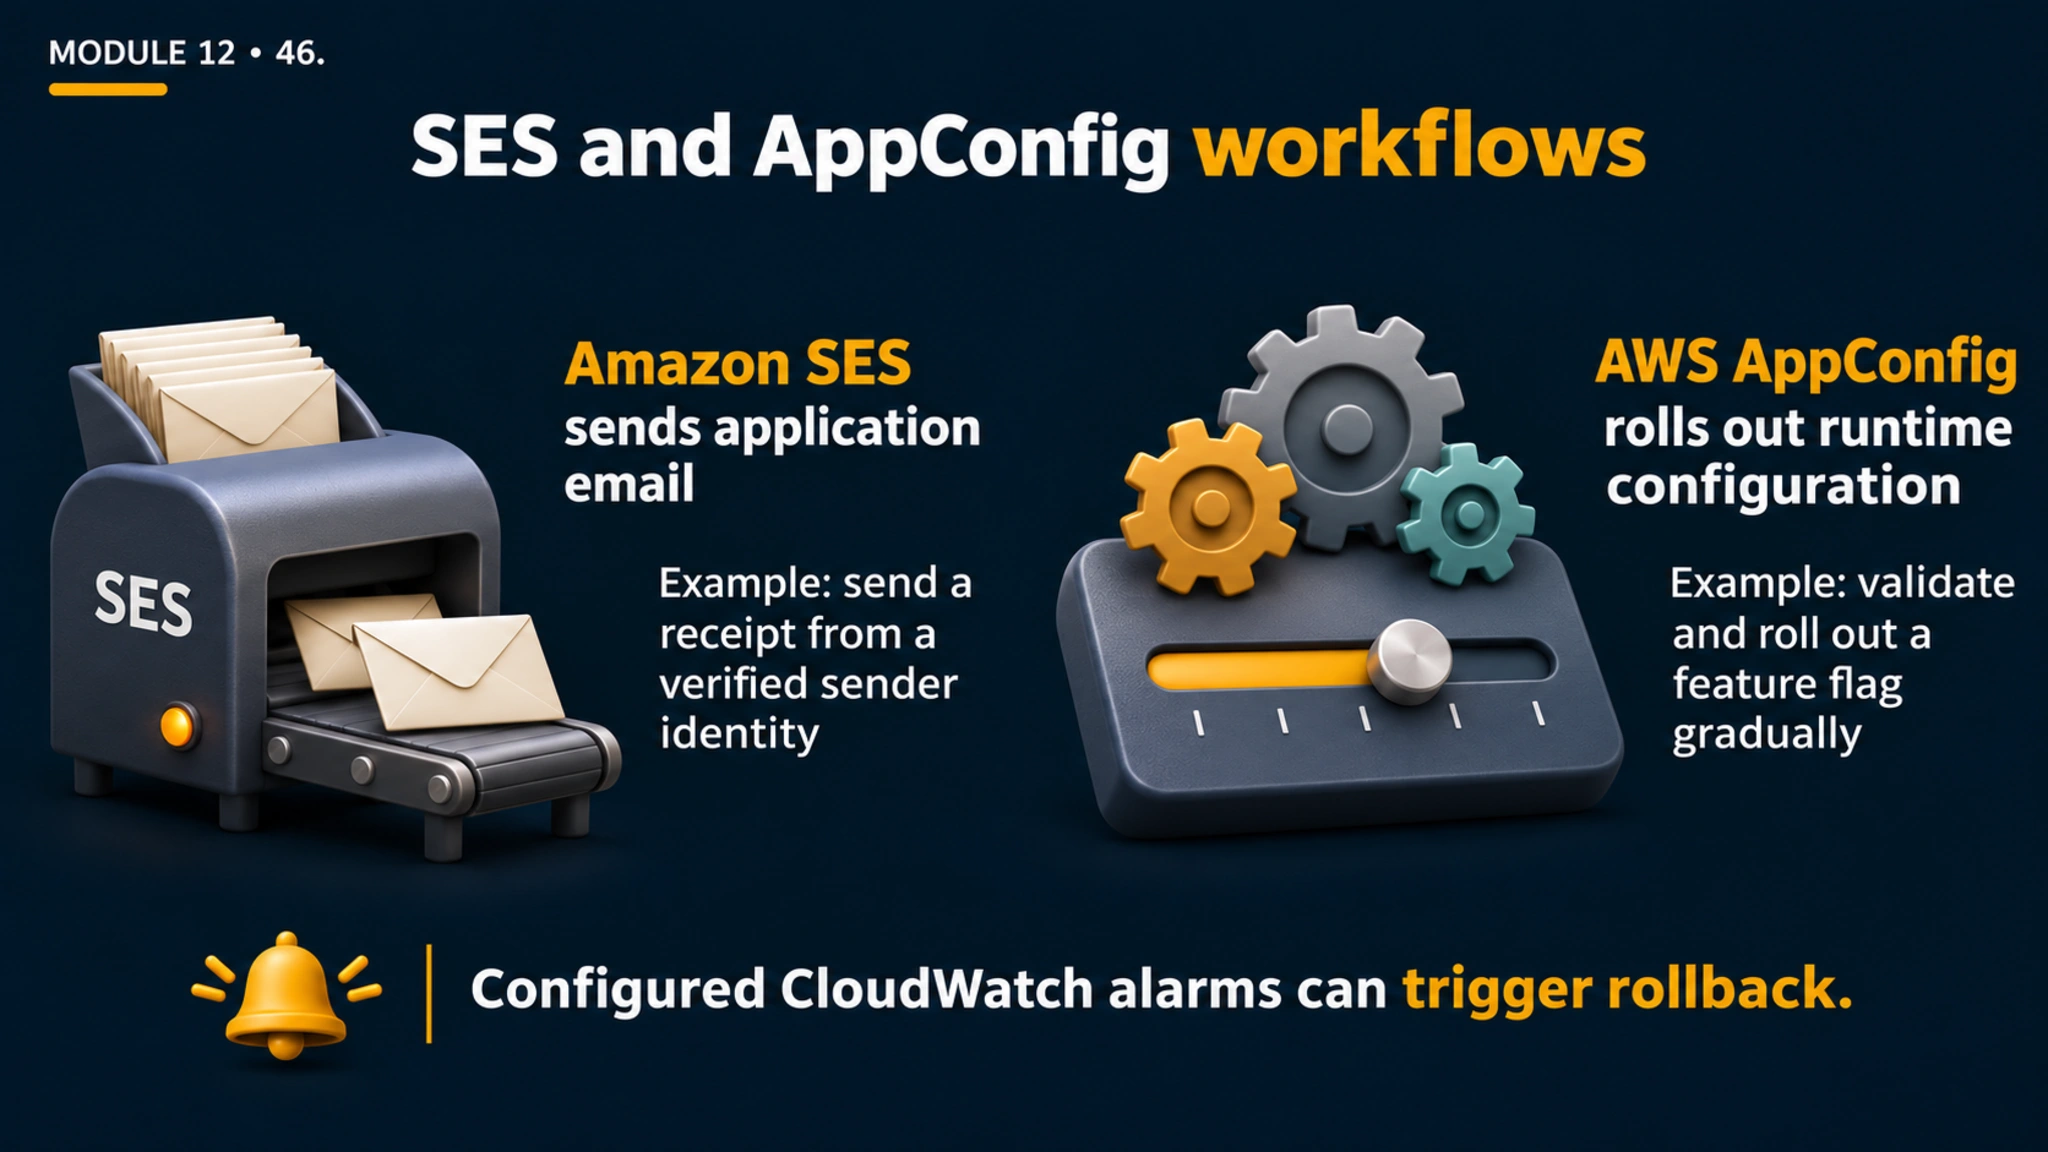 MODULE 12 • 46.
SES and AppConfig workflows
Amazon SES
sends application
email
Example: send a
receipt from a
verified sender
identity
SES
AWS AppConfig
rolls out runtime
configuration
Example: validate
and roll out a
feature flag
gradually
Configured CloudWatch alarms can trigger rollback.